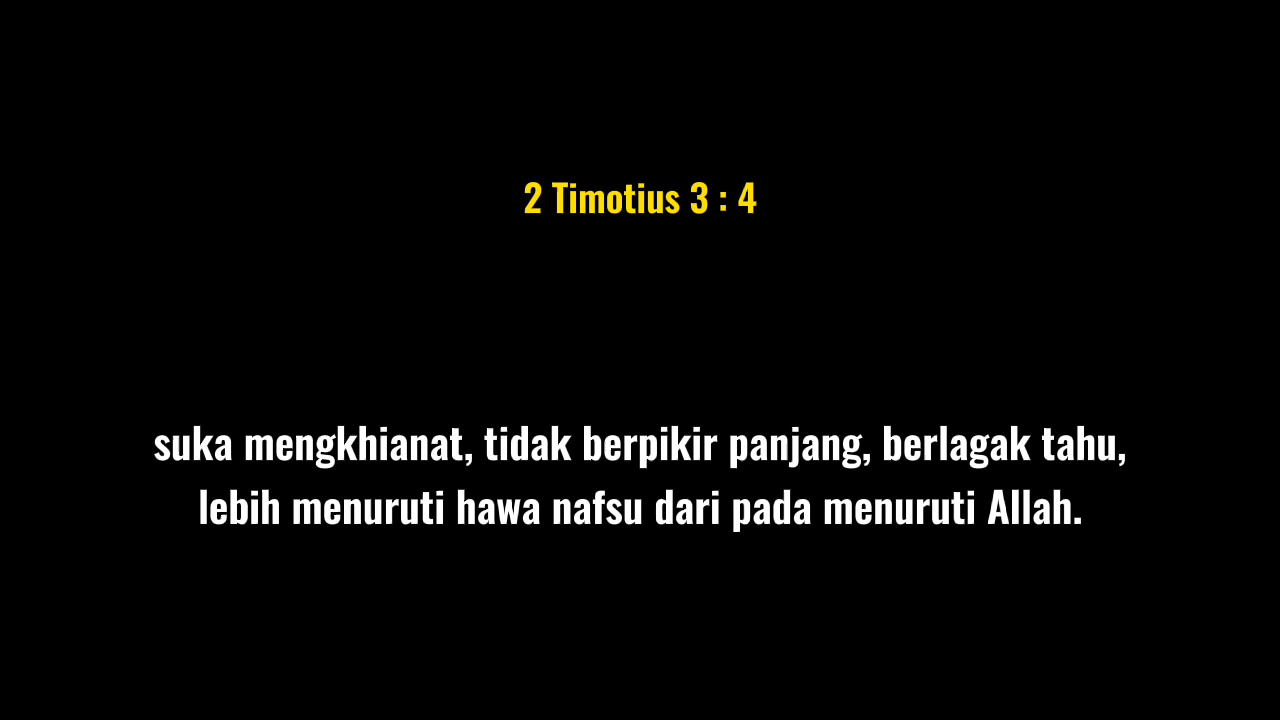 2 Timotius 3 : 4
suka mengkhianat, tidak berpikir panjang, berlagak tahu,
lebih menuruti hawa nafsu dari pada menuruti Allah.